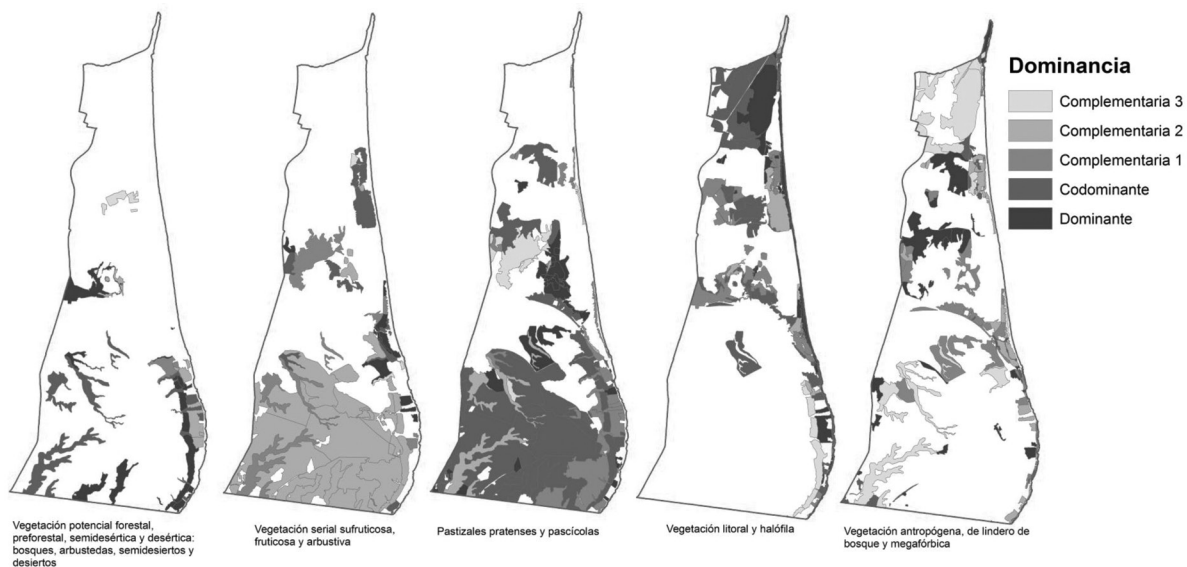 Dominancia
Complementaria 3
Complementaria 2
Complementaria 1
Codominante
Dominante
Vegetación potencial forestal,
preforestal, semidesértica y desértica:
bosques, arbustedas, semidesiertos y
desiertos
Vegetación serial sufruticosa,
fruticosa y arbustiva
Pastizales pratenses y pascícolas
Vegetación litoral y halófila
Vegetación antropógena, de lindero de
bosque y megafórbica